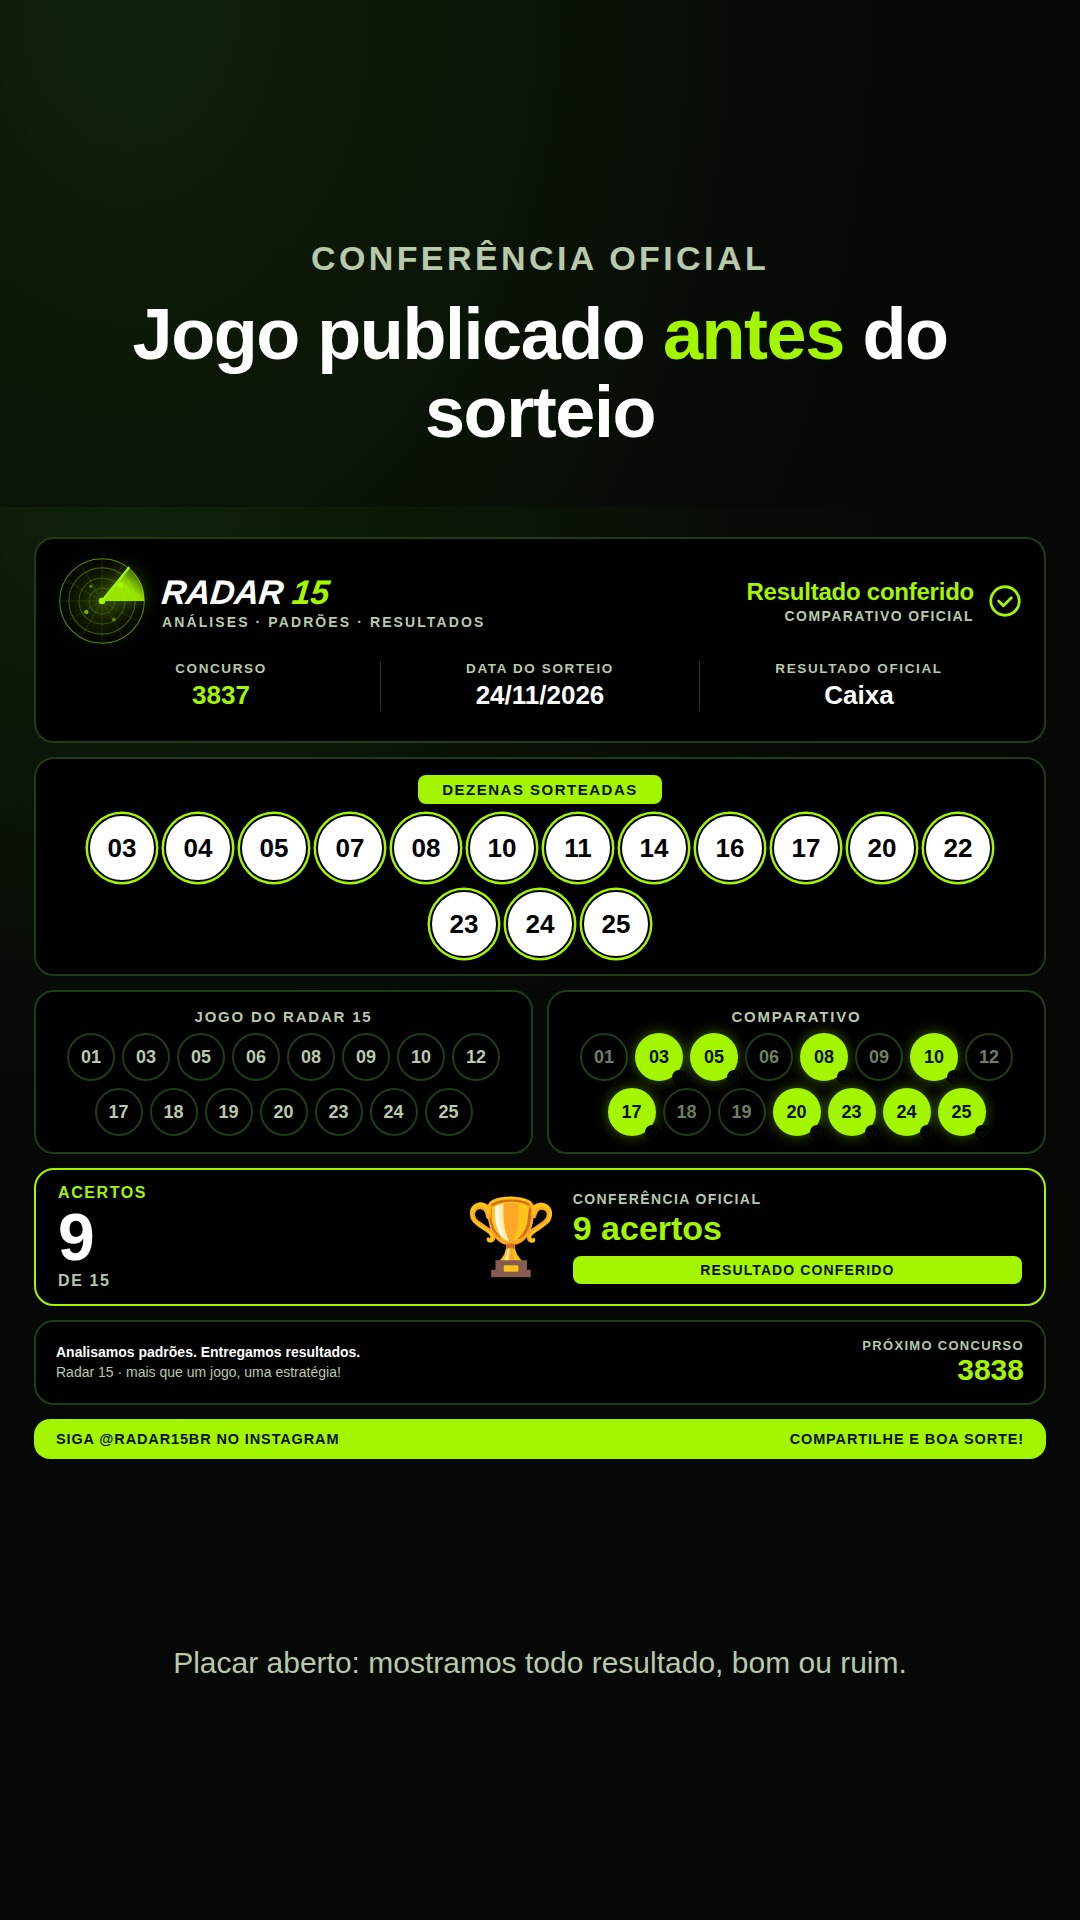 CONFERÊNCIA OFICIAL
Jogo publicado antes do
sorteio
RADAR 15
ANÁLISES · PADRÕES · RESULTADOS
Resultado conferido
COMPARATIVO OFICIAL
CONCURSO
3837
DATA DO SORTEIO
24/11/2026
RESULTADO OFICIAL
Caixa
DEZENAS SORTEADAS
03 04 05 07 08 10 11 14 16 17 20 22
23 24 25
JOGO DO RADAR 15
01 03 05 06 08 09 10 12
17 18 19 20 23 24 25
COMPARATIVO
01 03 05 06 08 09 10 12
17 18 19 20 23 24 25
ACERTOS
9
DE 15
CONFERÊNCIA OFICIAL
9 acertos
RESULTADO CONFERIDO
Analisamos padrões. Entregamos resultados.
Radar 15 · mais que um jogo, uma estratégia!
PRÓXIMO CONCURSO
3838
SIGA @RADAR15BR NO INSTAGRAM
COMPARTILHE E BOA SORTE!
Placar aberto: mostramos todo resultado, bom ou ruim.